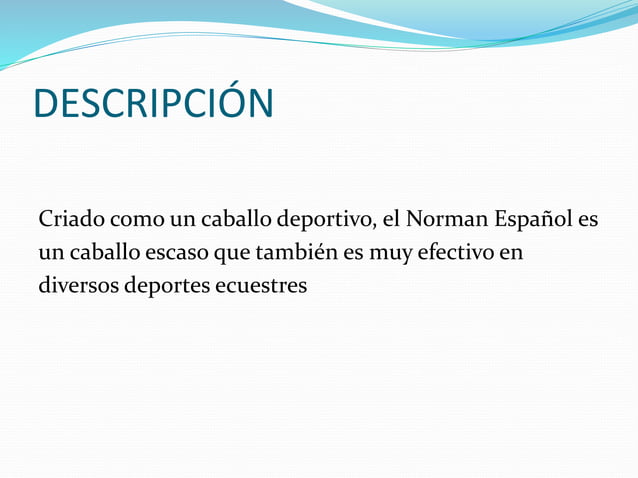 DESCRIPCIÓN
Criado como un caballo deportivo, el Norman Español es
un caballo escaso que también es muy efectivo en
diversos deportes ecuestres